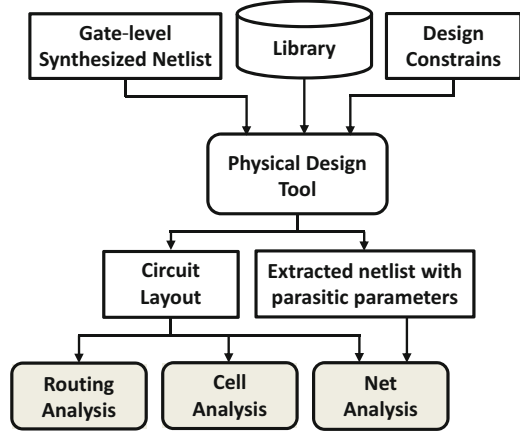 Gate-level
Synthesized Netlist
Library
Design
Constrains
Physical Design
Tool
Circuit
Layout
Extracted netlist with
parasitic parameters
Routing
Analysis
Cell
Analysis
Net
Analysis